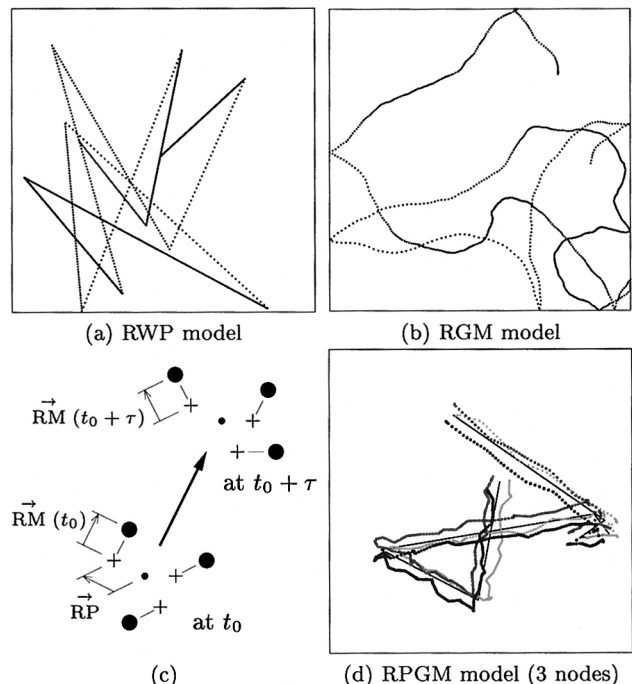 (a) RWP model
(b) RGM model
RM (t₀ + τ)
at t₀ + τ
RM (t₀)
RP
at t₀
(c)
(d) RPGM model (3 nodes)